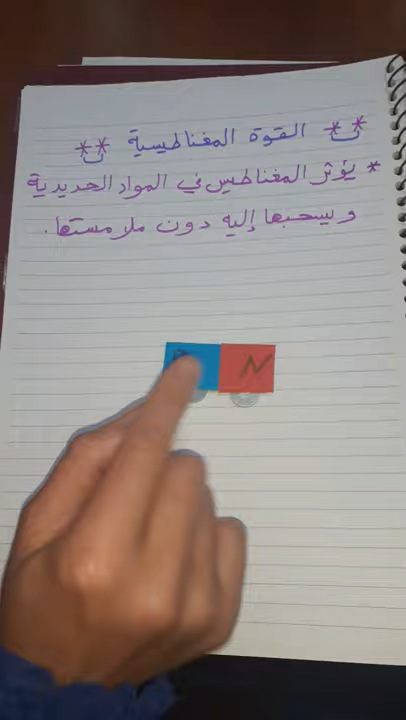 ** القوة المغناطيسية **
* يؤثر المغناطيس في المواد الحديدية
ويسحبها إليه دون ملامستها.
N